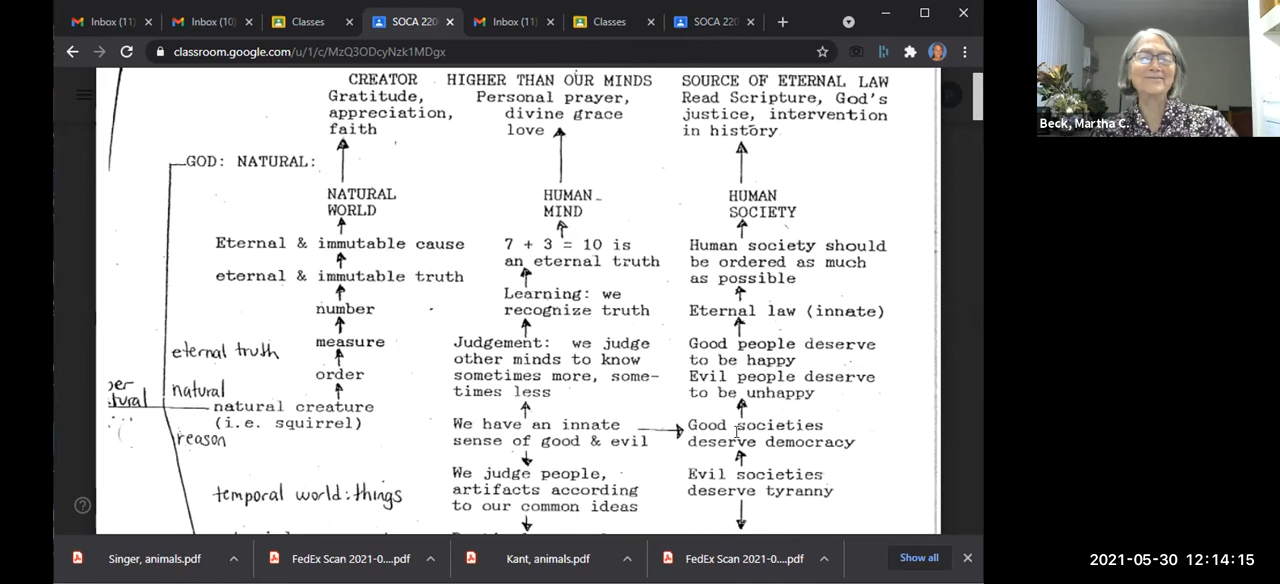 Inbox (11)
Inbox (10)
Classes
SOCA 220
Inbox (11)
Classes
SOCA 220
classroom.google.com/u/1/c/MzQ3ODcyNzk1MDgx
Beck, Martha C.
CREATOR HIGHER THAN OUR MINDS SOURCE OF ETERNAL LAW
Gratitude,
appreciation,
faith
Personal prayer,
divine grace
love
Read Scripture, God's
justice, intervention
in history
GOD: NATURAL:
NATURAL
WORLD
Eternal & immutable cause
eternal & immutable truth
number
measure
order
natural creature
(i.e. squirrel)
HUMAN
MIND
7 + 3 = 10 is
an eternal truth
Learning: we
recognize truth
Judgement: we judge
other minds to know
sometimes more, some-
times less
We have an innate
sense of good & evil
We judge people,
artifacts according
to our common ideas
HUMAN
SOCIETY
Human society should
be ordered as much
as possible
Eternal law (innate)
Good people deserve
to be happy
Evil people deserve
to be unhappy
Good societies
deserve democracy
Evil societies
deserve tyranny
eternal truth
natural
reason
temporal world: things
Singer, animals.pdf
FedEx Scan 2021-0....pdf
Kant, animals.pdf
FedEx Scan 2021-0....pdf
Show all
2021-05-30 12:14:15